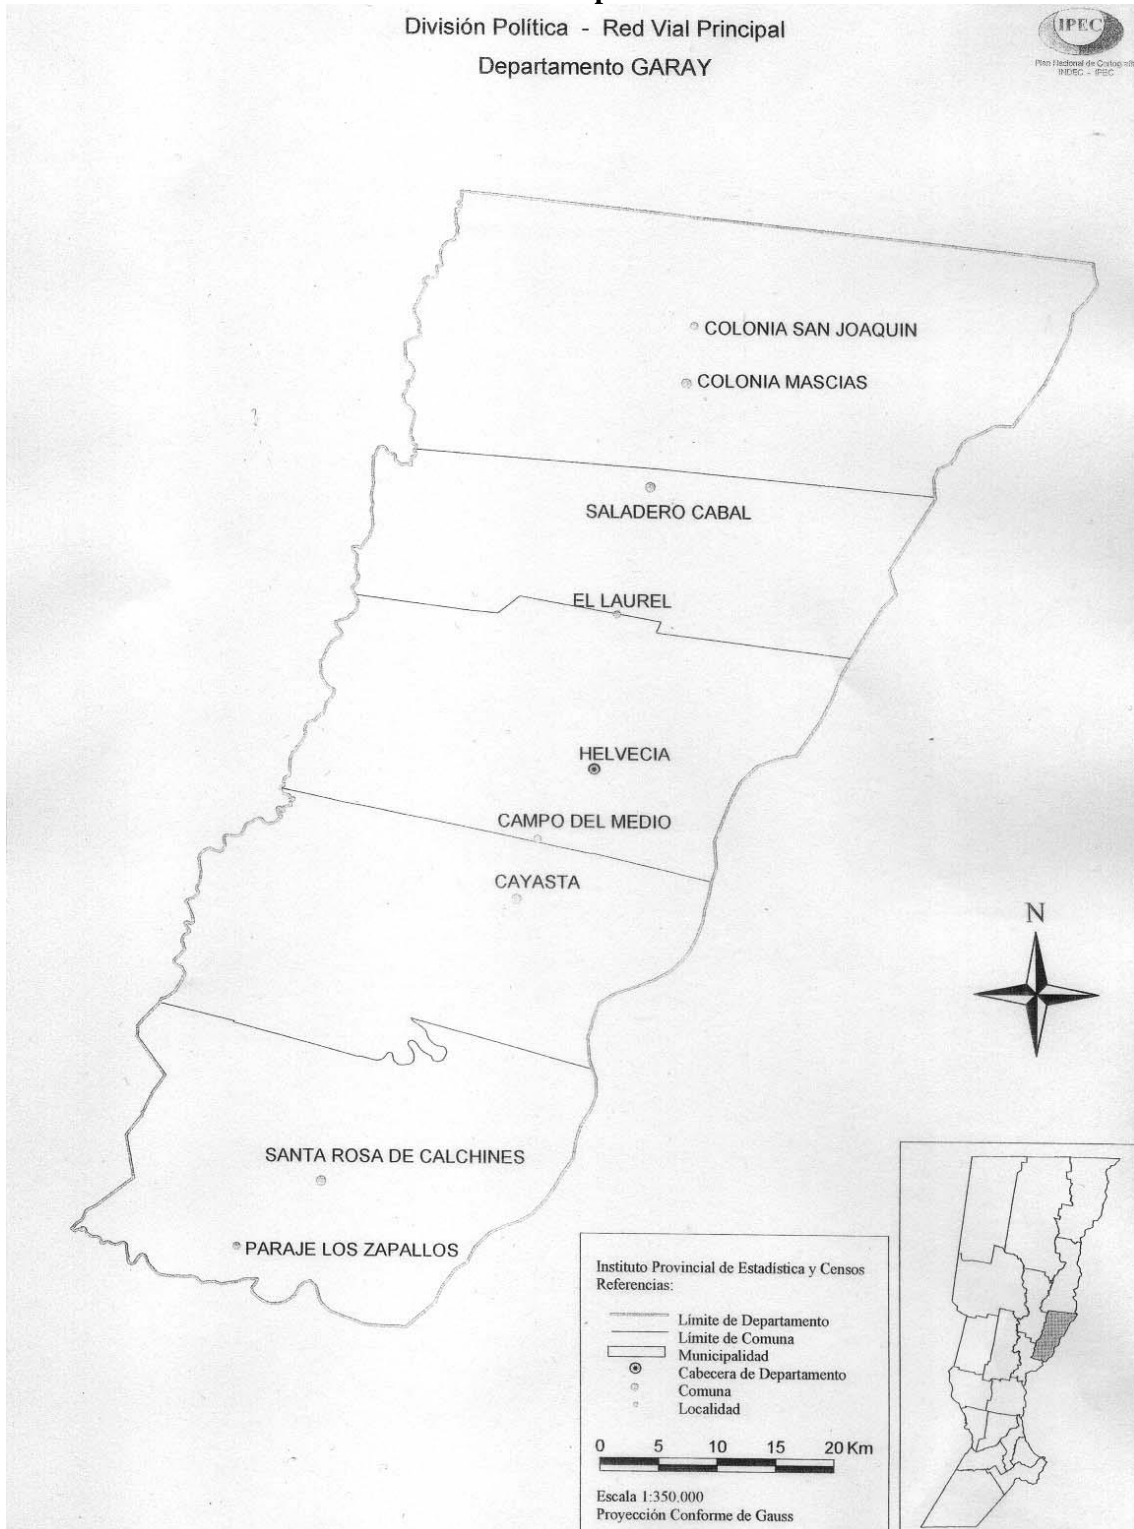 División Política - Red Vial Principal
Departamento GARAY
IPEC
INDEC - IPEC
COLONIA SAN JOAQUIN
COLONIA MASCIAS
SALADERO CABAL
EL LAUREL
HELVECIA
CAMPO DEL MEDIO
CAYASTA
N
SANTA ROSA DE CALCHINES
PARAJE LOS ZAPALLOS
Instituto Provincial de Estadística y Censos
Referencias:
Límite de Departamento
Límite de Comuna
Municipalidad
Cabecera de Departamento
Comuna
Localidad
0 5 10 15 20 Km
Escala 1:350.000
Proyección Conforme de Gauss